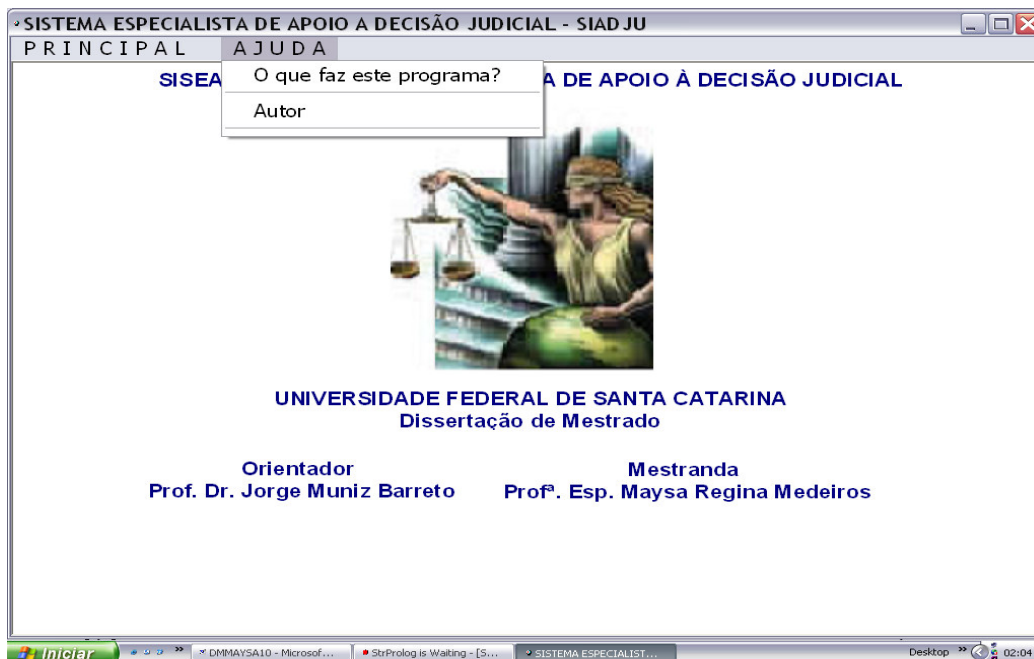 SISTEMA ESPECIALISTA DE APOIO A DECISÃO JUDICIAL - SIADJU
PRINCIPAL AJUDA
SISEA A DE APOIO À DECISÃO JUDICIAL
O que faz este programa?
Autor
UNIVERSIDADE FEDERAL DE SANTA CATARINA
Dissertação de Mestrado
Orientador Mestranda
Prof. Dr. Jorge Muniz Barreto Profª. Esp. Maysa Regina Medeiros
Iniciar DMMAYSA10 - Microsof... StrProlog is Waiting - [S... SISTEMA ESPECIALIST... Desktop 02:04